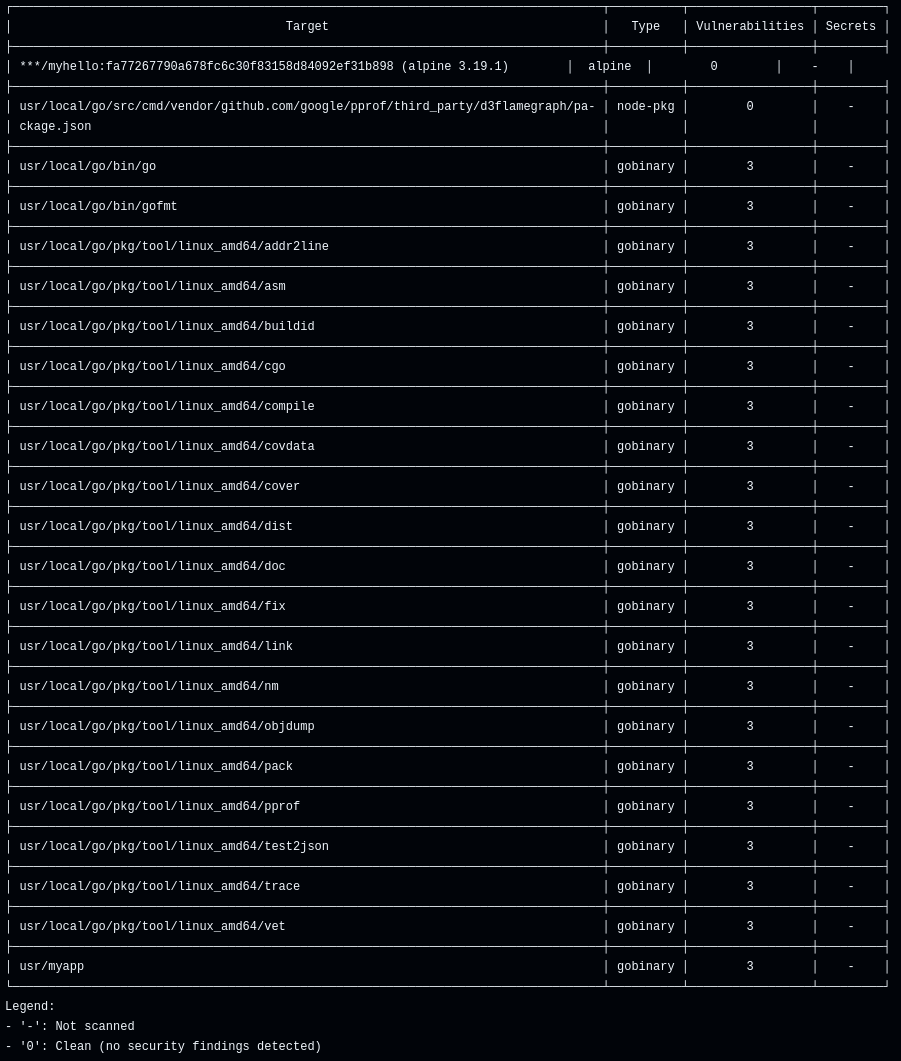 Target Type Vulnerabilities Secrets
***/myhello:fa77267790a678fc6c30f83158d84092ef31b898 (alpine 3.19.1) alpine 0 -
usr/local/go/src/cmd/vendor/github.com/google/pprof/third_party/d3flamegraph/pa- node-pkg 0 -
ckage.json
usr/local/go/bin/go gobinary 3 -
usr/local/go/bin/gofmt gobinary 3 -
usr/local/go/pkg/tool/linux_amd64/addr2line gobinary 3 -
usr/local/go/pkg/tool/linux_amd64/asm gobinary 3 -
usr/local/go/pkg/tool/linux_amd64/buildid gobinary 3 -
usr/local/go/pkg/tool/linux_amd64/cgo gobinary 3 -
usr/local/go/pkg/tool/linux_amd64/compile gobinary 3 -
usr/local/go/pkg/tool/linux_amd64/covdata gobinary 3 -
usr/local/go/pkg/tool/linux_amd64/cover gobinary 3 -
usr/local/go/pkg/tool/linux_amd64/dist gobinary 3 -
usr/local/go/pkg/tool/linux_amd64/doc gobinary 3 -
usr/local/go/pkg/tool/linux_amd64/fix gobinary 3 -
usr/local/go/pkg/tool/linux_amd64/link gobinary 3 -
usr/local/go/pkg/tool/linux_amd64/nm gobinary 3 -
usr/local/go/pkg/tool/linux_amd64/objdump gobinary 3 -
usr/local/go/pkg/tool/linux_amd64/pack gobinary 3 -
usr/local/go/pkg/tool/linux_amd64/pprof gobinary 3 -
usr/local/go/pkg/tool/linux_amd64/test2json gobinary 3 -
usr/local/go/pkg/tool/linux_amd64/trace gobinary 3 -
usr/local/go/pkg/tool/linux_amd64/vet gobinary 3 -
usr/myapp gobinary 3 -
Legend:
- '-': Not scanned
- '0': Clean (no security findings detected)